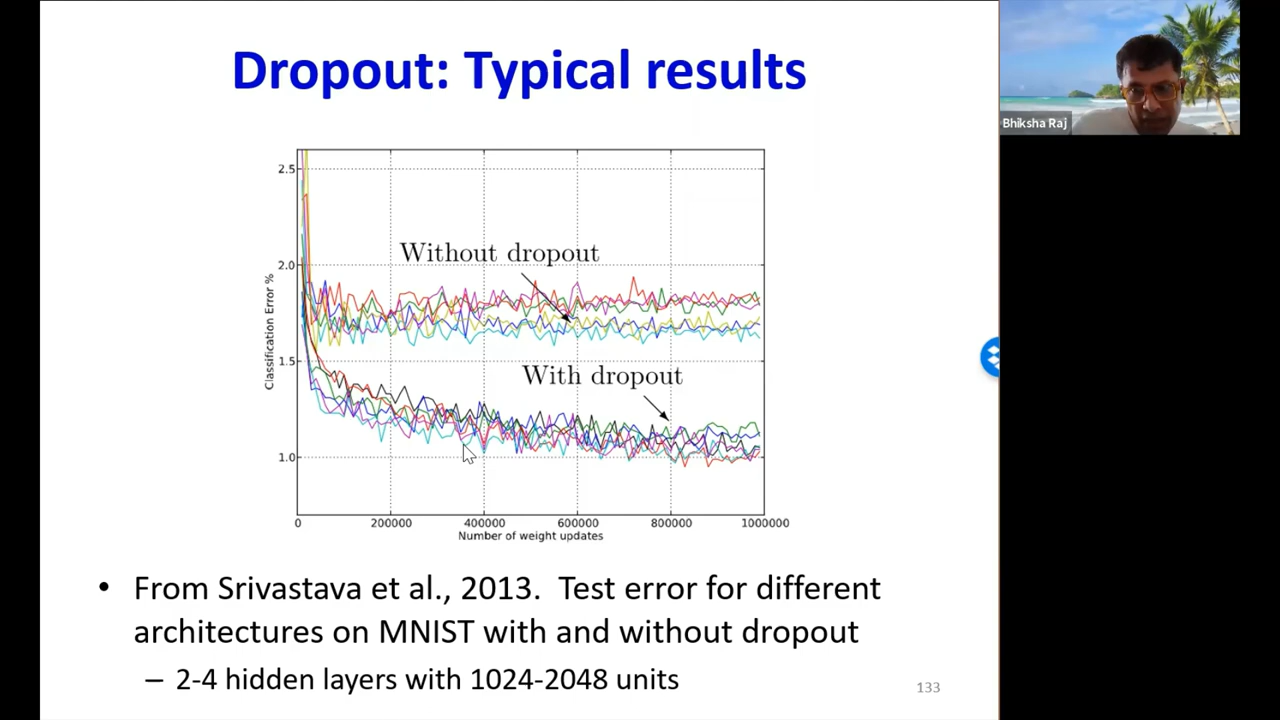 Dropout: Typical results
Bhiksha Raj
2.5
2.0
1.5
1.0
Classification Error %
Without dropout
With dropout
0
200000
400000
600000
800000
1000000
Number of weight updates
• From Srivastava et al., 2013. Test error for different
architectures on MNIST with and without dropout
– 2-4 hidden layers with 1024-2048 units
133